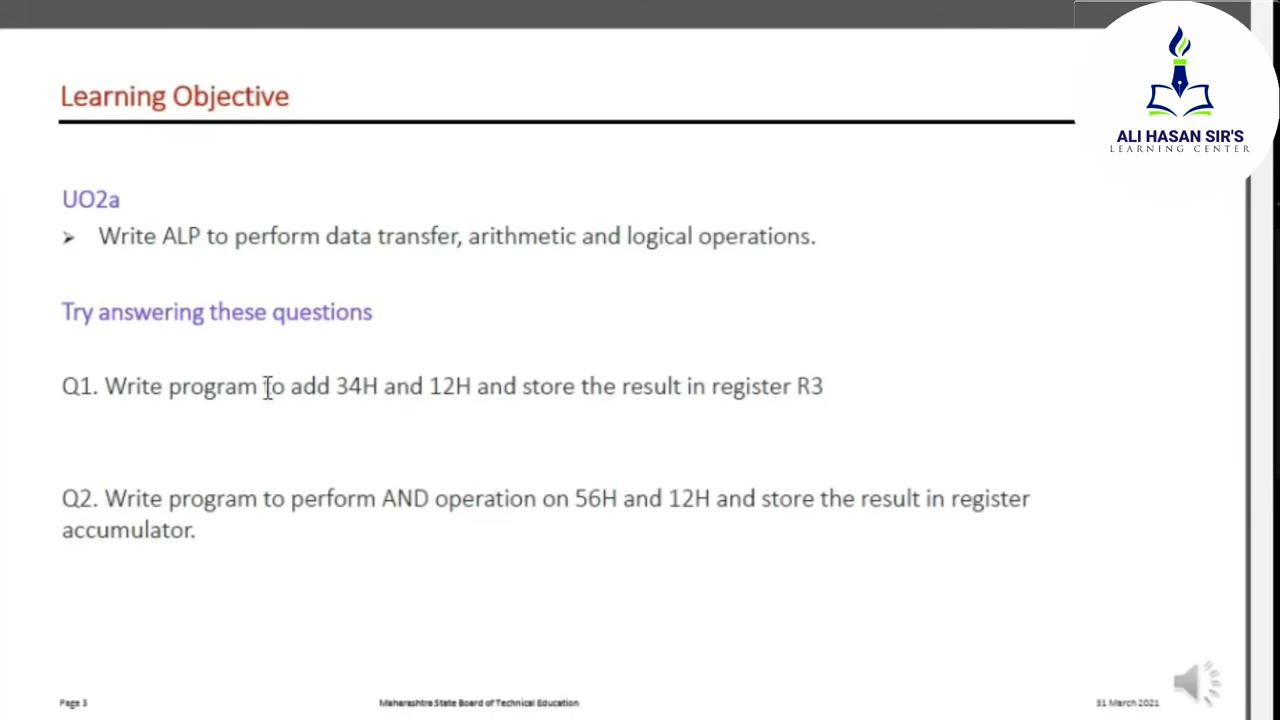 ALI HASAN SIR'S
LEARNING CENTER
Learning Objective
UO2a
➢ Write ALP to perform data transfer, arithmetic and logical operations.
Try answering these questions
Q1. Write program to add 34H and 12H and store the result in register R3
Q2. Write program to perform AND operation on 56H and 12H and store the result in register
accumulator.
Page 3
Maharashtra State Board of Technical Education
31 March 2021